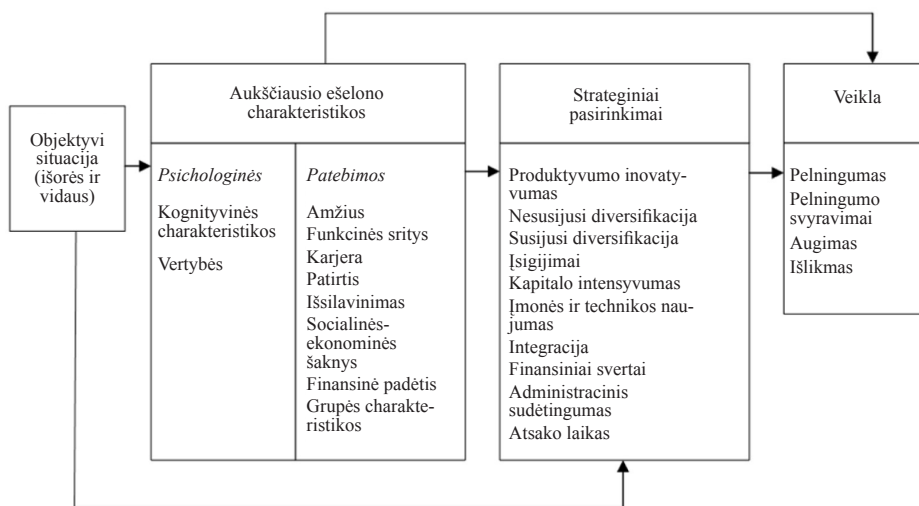 Objektyvi
situacija
(išorės ir
vidaus)
Aukščiausio ešelono
charakteristikos
Psichologinės
Kognityvinės
charakteristikos
Vertybės
Patebimos
Amžius
Funkcinės sritys
Karjera
Patirtis
Išsilavinimas
Socialinės-
ekonominės
šaknys
Finansinė padėtis
Grupės charakte-
ristikos
Strateginiai
pasirinkimai
Produktyvumo inovaty-
vumas
Nesusijusi diversifikacija
Susijusi diversifikacija
Įsigijimai
Kapitalo intensyvumas
Įmonės ir technikos nau-
jumas
Integracija
Finansiniai svertai
Administracinis
sudėtingumas
Atsako laikas
Veikla
Pelningumas
Pelningumo
svyravimai
Augimas
Išlikmas